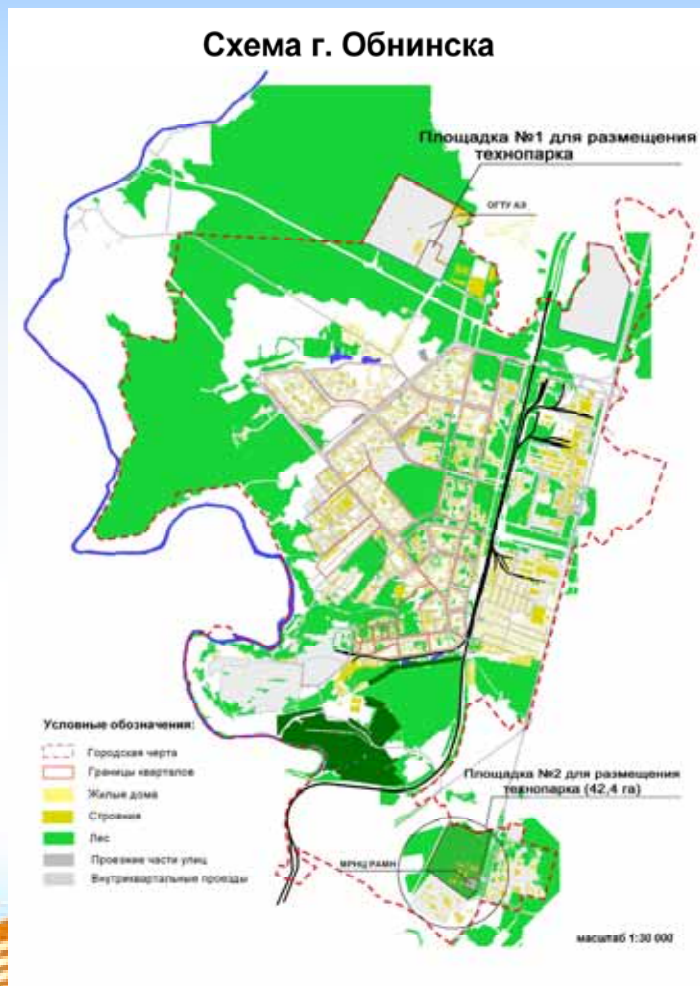 Схема г. Обнинска
Площадка №1 для размещения
технопарка
ОГТУ АЭ
Условные обозначения:
Городская черта
Границы кварталов
Жилые дома
Строения
Лес
Проезжие части улиц
Внутриквартальные проезды
Площадка №2 для размещения
технопарка (42,4 га)
МРНЦ РАМН
масштаб 1:30 000